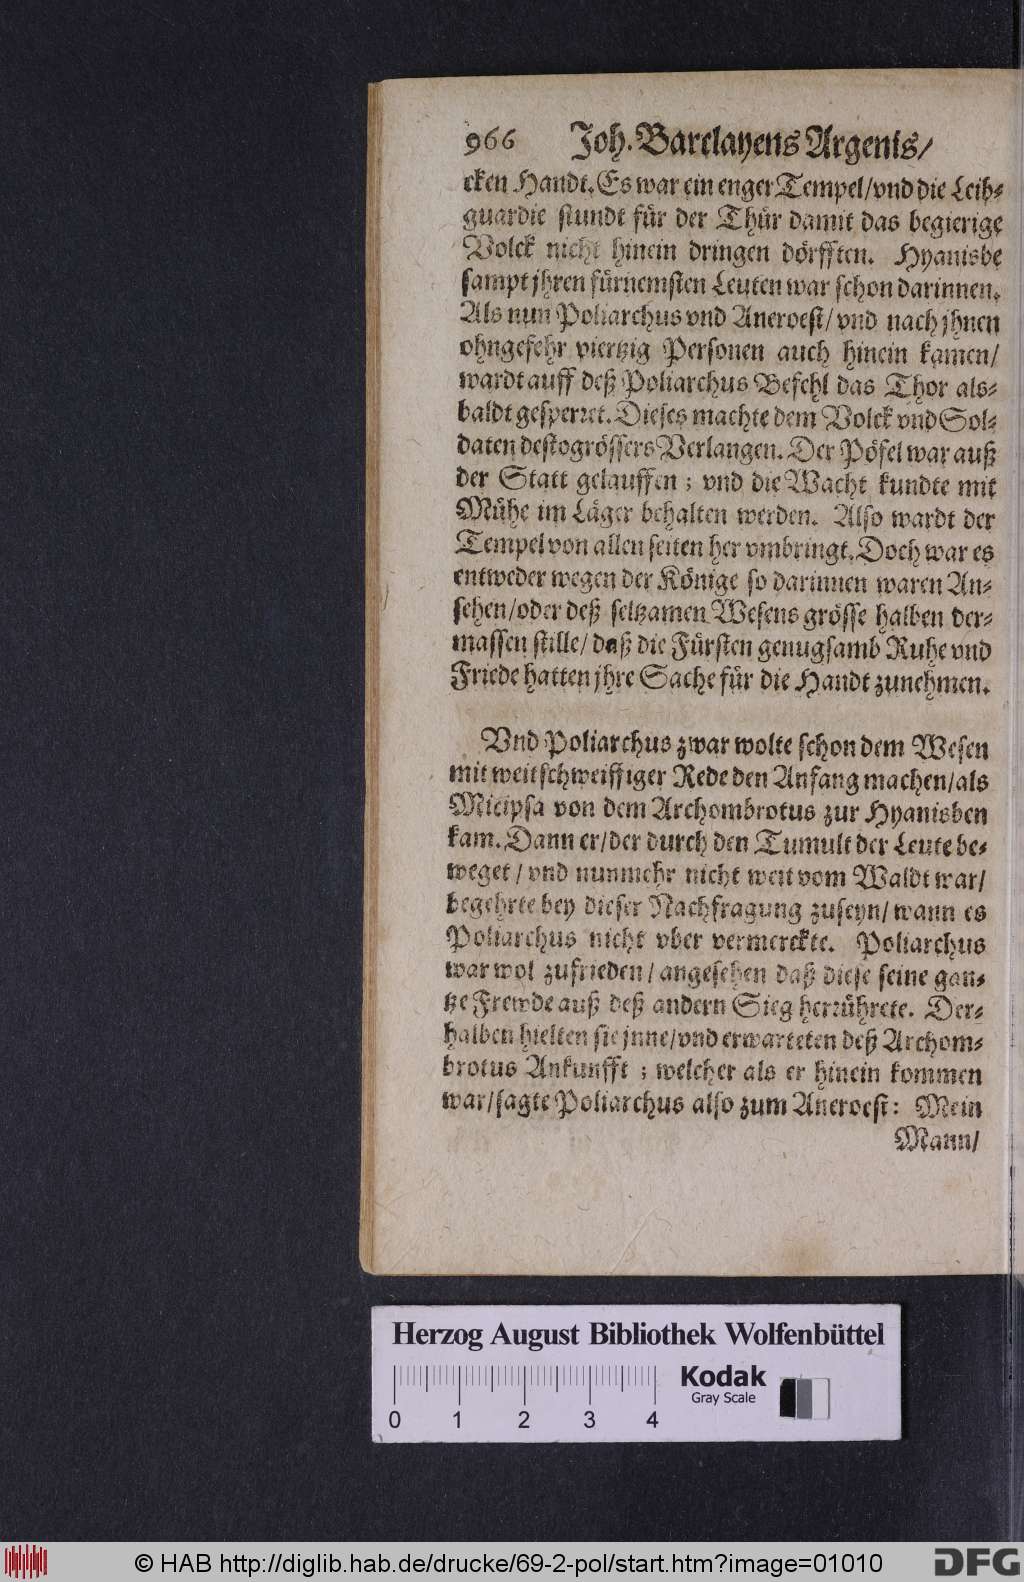 966 Joh. Barclayens Argenis/
cken Handt. Es war ein enger Tempel/vnd die Leib-
guardie stundt für der Thür damit das begierige
Volck nicht hinein dringen dörfften. Hyanisbe
sampt jhren fürnemsten Leuten war schon darinnen.
Als nun Poliarchus vnd Aneroest/vnd nach jhnen
ohngefehr viertzig Personen auch hinein kamen/
wardt auff deß Poliarchus Befehl das Thor als-
baldt gesperret. Dieses machte dem Volck vnd Sol-
daten destogrössers Verlangen. Der Pöfel war auß
der Statt gelauffen; vnd die Wacht kundte mit
Mühe im Läger behalten werden. Also wardt der
Tempel von allen seiten her vmbringt. Doch war es
entweder wegen der Könige so darinnen waren An-
sehen/oder deß seltzamen Wesens grösse halben der-
massen stille/daß die Fürsten genugsamb Ruhe vnd
Friede hatten jhre Sache für die Handt zunehmen.
Vnd Poliarchus zwar wolte schon dem Wesen
mit weitschweiffiger Rede den Anfang machen/als
Micipsa von dem Archombrotus zur Hyanisben
kam. Dann er/der durch den Tumult der Leute be-
weget/vnd nunmehr nicht weit vom Waldt war/
begehrte bey dieser Nachfragung zuseyn/wann es
Poliarchus nicht vber vermerckte. Poliarchus
war wol zufrieden/angesehen daß diese seine gan-
tze Frewde auß deß andern Sieg herrührete. Der-
halben hielten sie jnne/vnd erwarteten deß Archom-
brotus Ankunfft; welcher als er hinein kommen
war/sagte Poliarchus also zum Aneroest: Mein
Mann/
Herzog August Bibliothek Wolfenbüttel
Kodak
Gray Scale
0 1 2 3 4
© HAB http://diglib.hab.de/drucke/69-2-pol/start.htm?image=01010
DFG